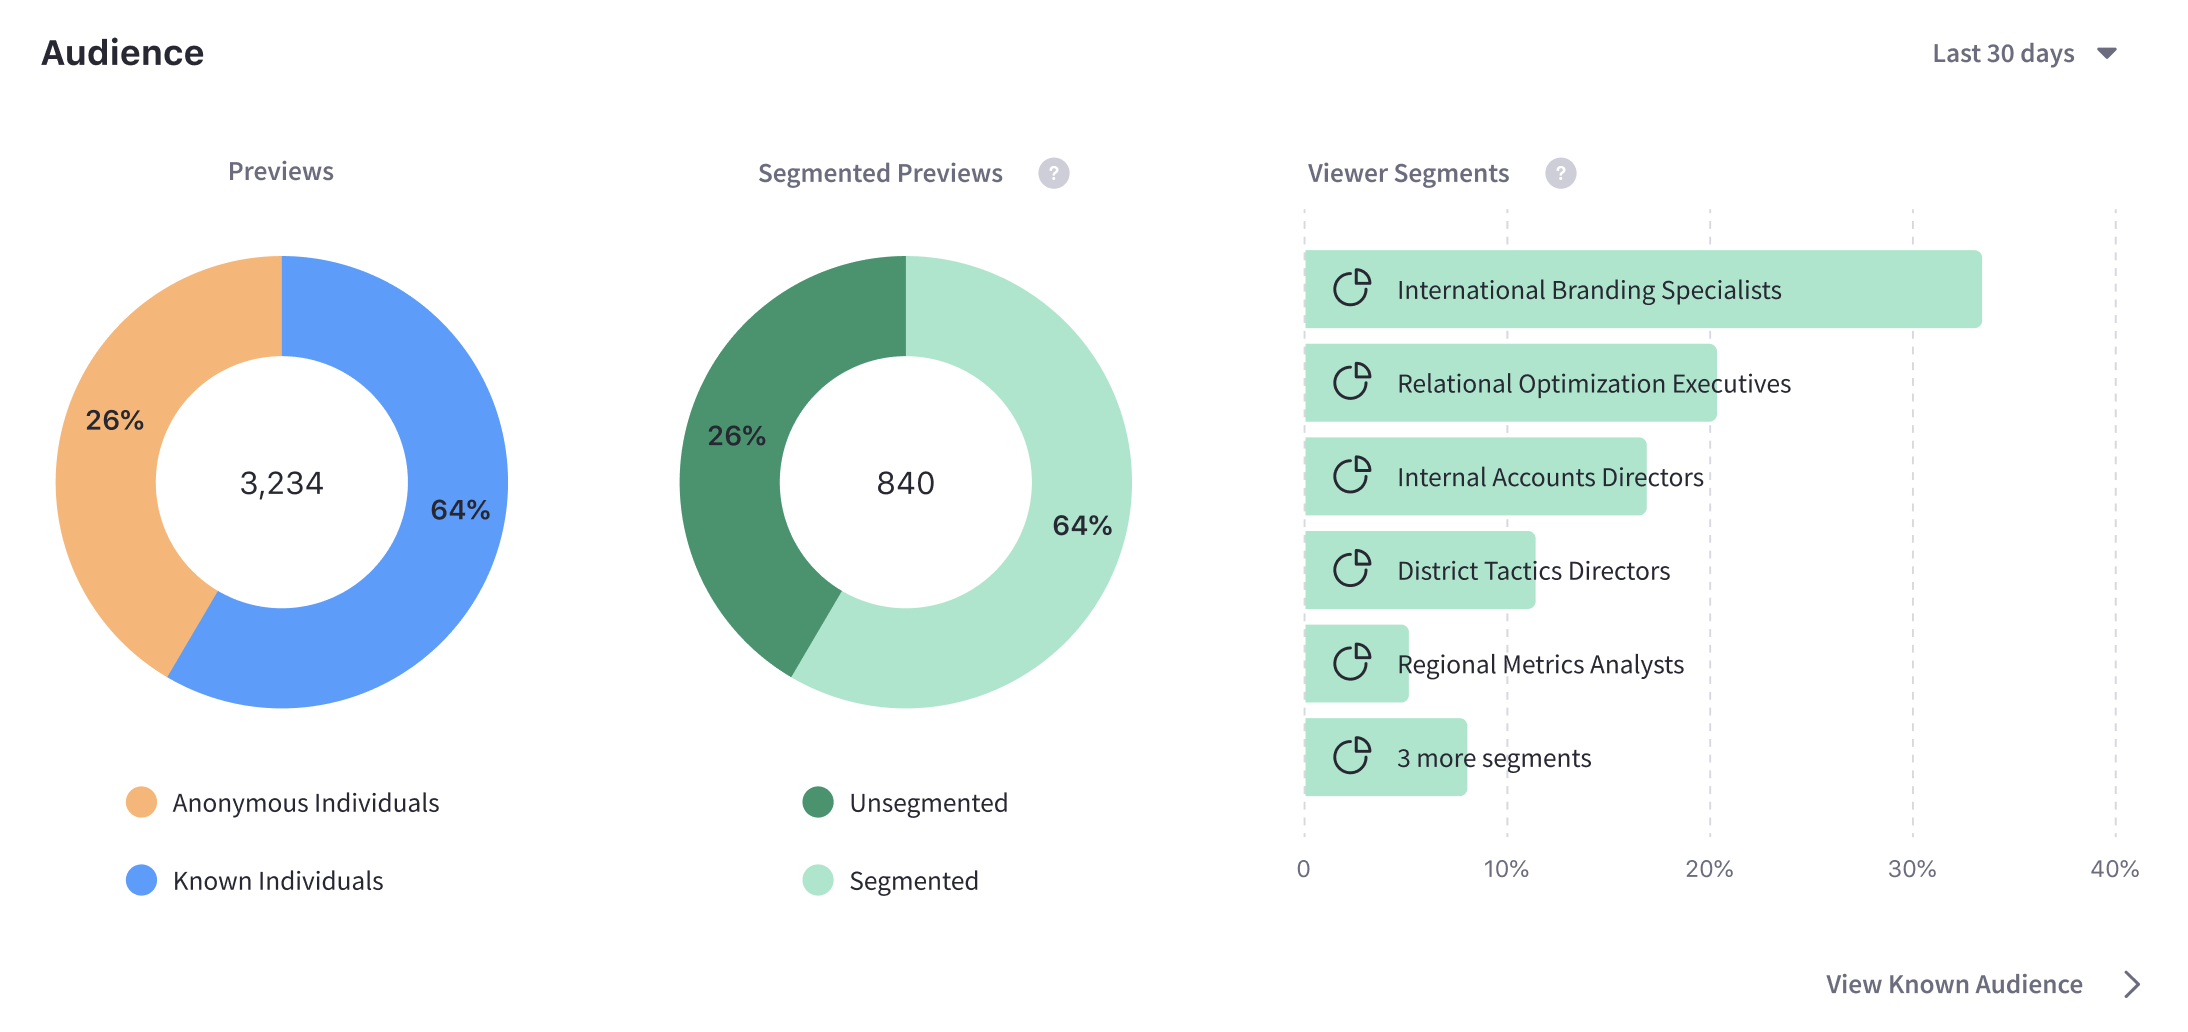 Audience
Last 30 days
Previews
26%
3,234
64%
Anonymous Individuals
Known Individuals
Segmented Previews ?
26%
840
64%
Unsegmented
Segmented
Viewer Segments ?
International Branding Specialists
Relational Optimization Executives
Internal Accounts Directors
District Tactics Directors
Regional Metrics Analysts
3 more segments
0 10% 20% 30% 40%
View Known Audience